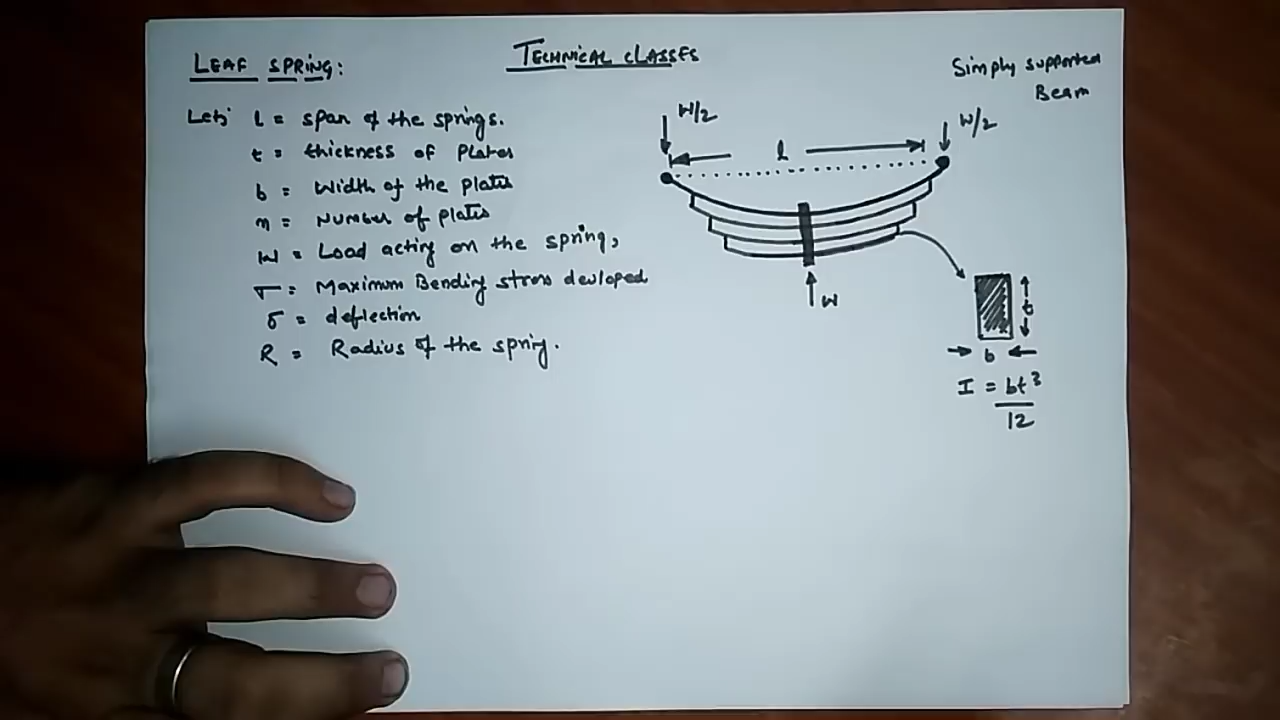 LEAF SPRING:
TECHNICAL CLASSES
Simply supported
Beam
Let, l = span of the springs.
t = thickness of plates
b = Width of the plates
n = Number of plates
W = Load acting on the spring,
σ = Maximum Bending stress devloped
δ = deflection
R = Radius of the spring.
W/2
W/2
l
W
t
b
I = bt³
12